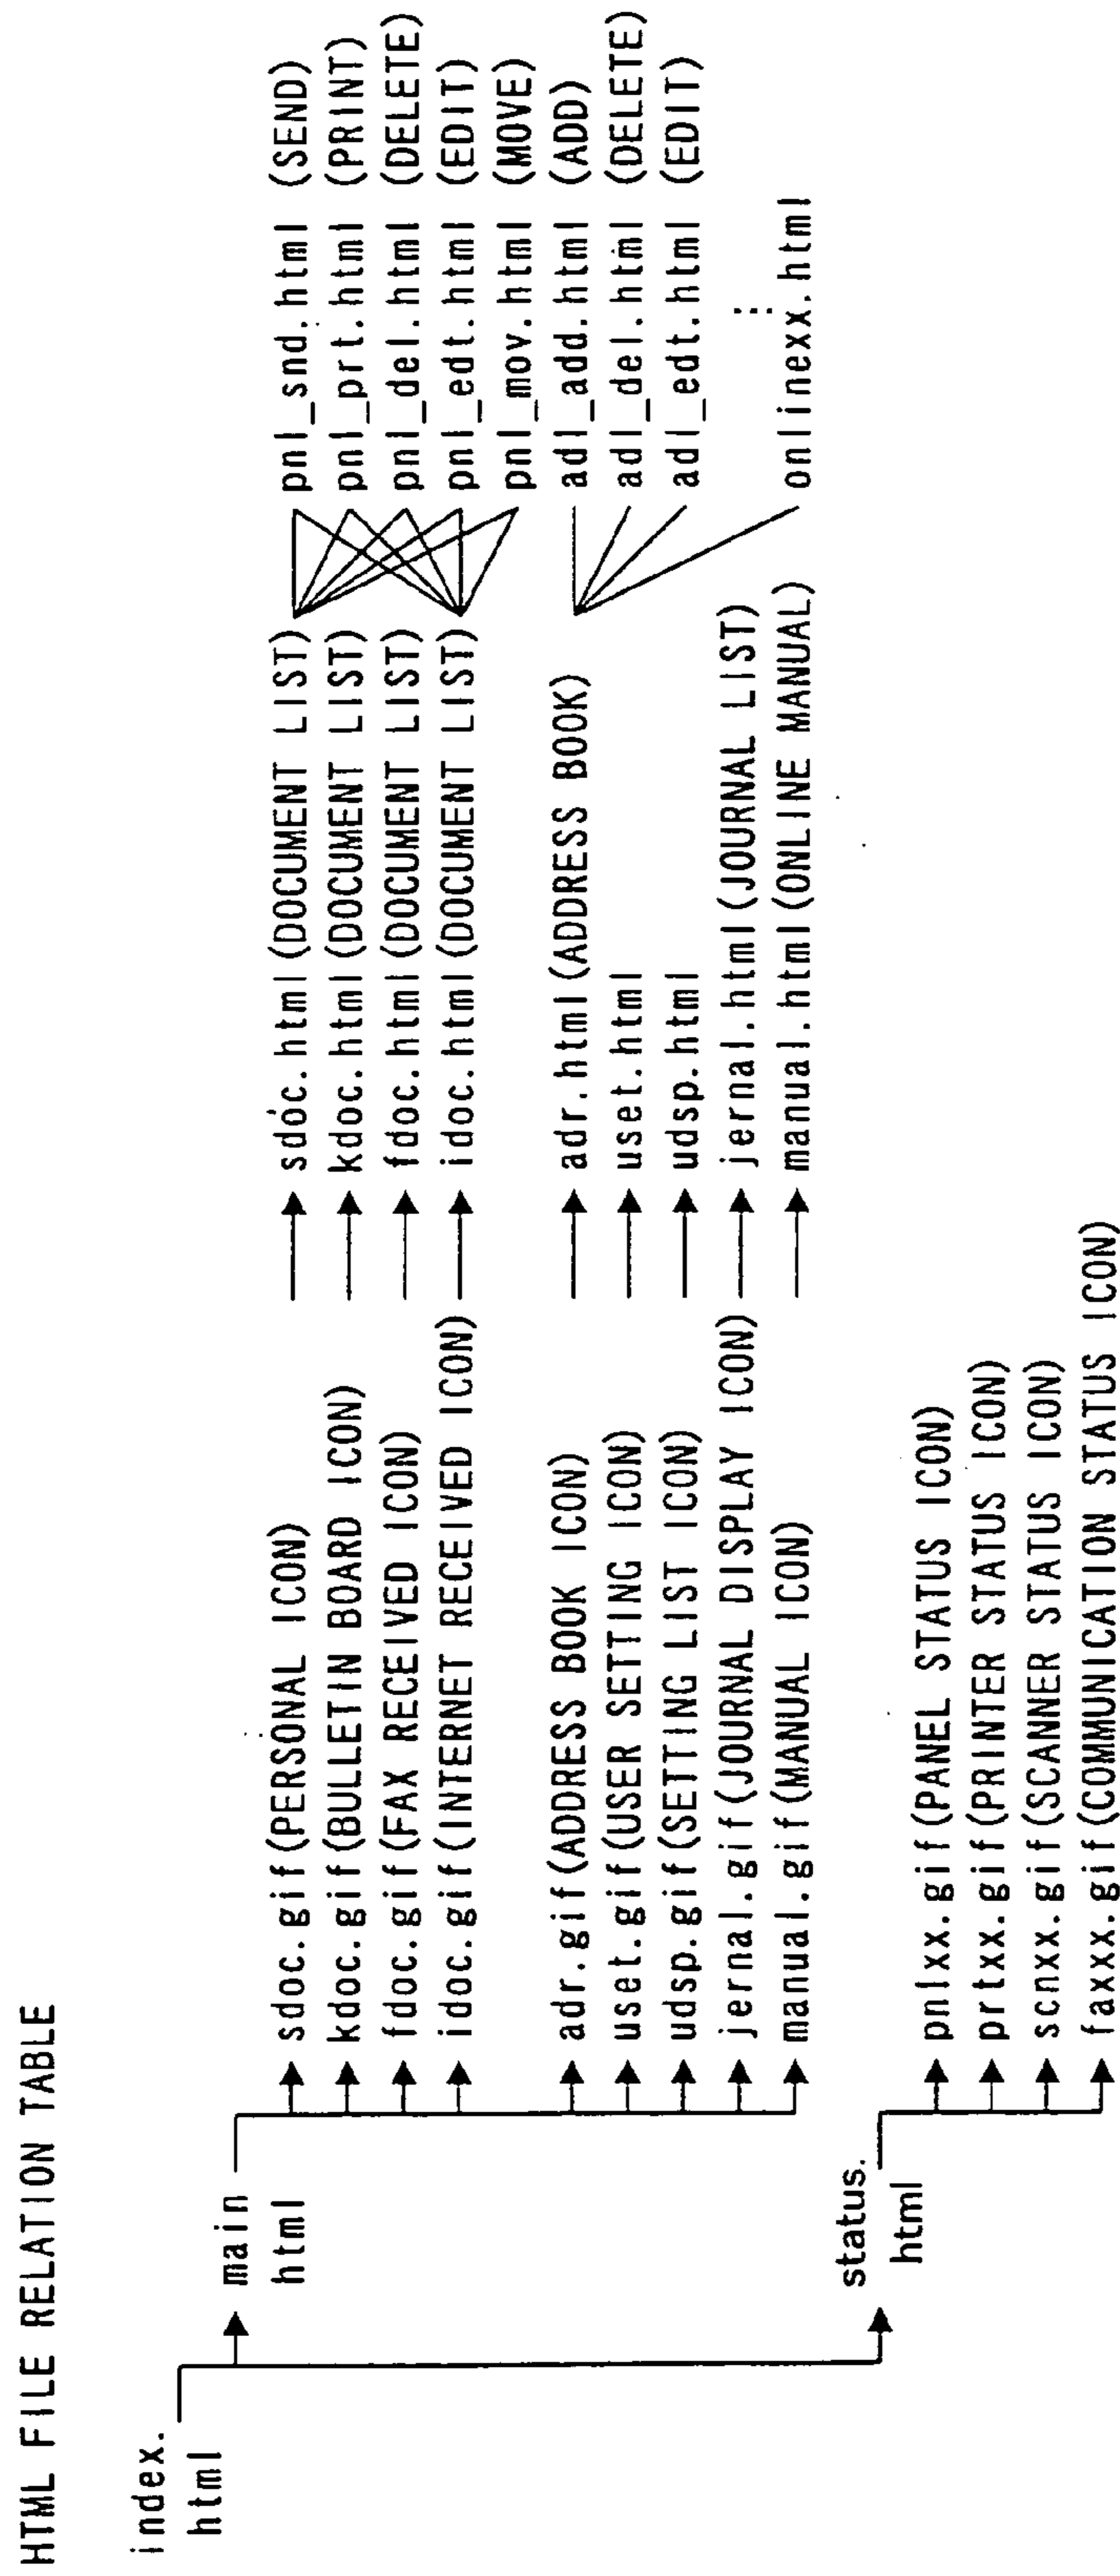 HTML FILE RELATION TABLE
index.
html
main
html
sdoc.gif(PERSONAL ICON)
kdoc.gif(BULLETIN BOARD ICON)
fdoc.gif(FAX RECEIVED ICON)
idoc.gif(INTERNET RECEIVED ICON)
adr.gif(ADDRESS BOOK ICON)
uset.gif(USER SETTING ICON)
udsp.gif(SETTING LIST ICON)
jernal.gif(JOURNAL DISPLAY ICON)
manual.gif(MANUAL ICON)
sdoc.html(DOCUMENT LIST)
kdoc.html(DOCUMENT LIST)
fdoc.html(DOCUMENT LIST)
idoc.html(DOCUMENT LIST)
adr.html(ADDRESS BOOK)
uset.html
udsp.html
jernal.html(JOURNAL LIST)
manual.html(ONLINE MANUAL)
pnl_snd.html (SEND)
pnl_prt.html (PRINT)
pnl_del.html (DELETE)
pnl_edt.html (EDIT)
pnl_mov.html (MOVE)
adl_add.html (ADD)
adl_del.html (DELETE)
adl_edt.html (EDIT)
onlinexx.html
status.
html
pnlxx.gif(PANEL STATUS ICON)
prtxx.gif(PRINTER STATUS ICON)
scnxx.gif(SCANNER STATUS ICON)
faxxx.gif(COMMUNICATION STATUS ICON)